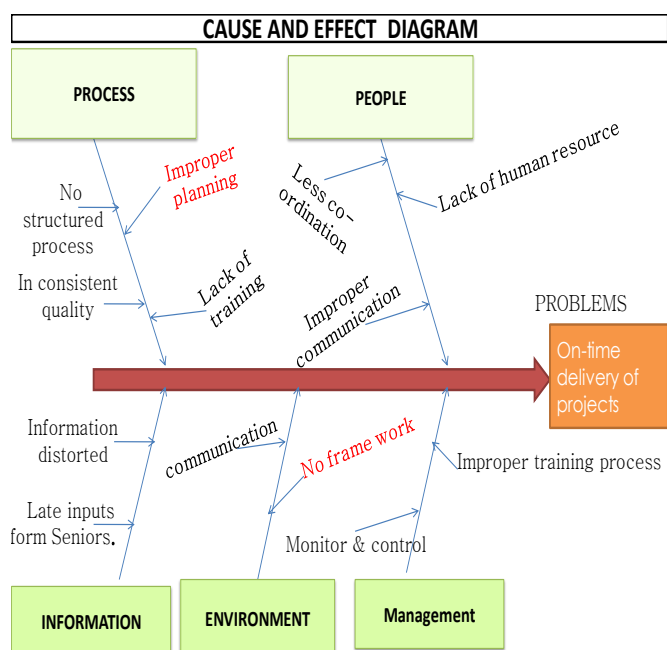 CAUSE AND EFFECT DIAGRAM
PROCESS
PEOPLE
Improper
planning
No
structured
process
In consistent
quality
Lack of
training
Less co-
ordination
Lack of human resource
Improper
communication
PROBLEMS
On-time
delivery of
projects
Information
distorted
Late inputs
form Seniors.
communication
No frame work
Improper training process
Monitor & control
INFORMATION
ENVIRONMENT
Management